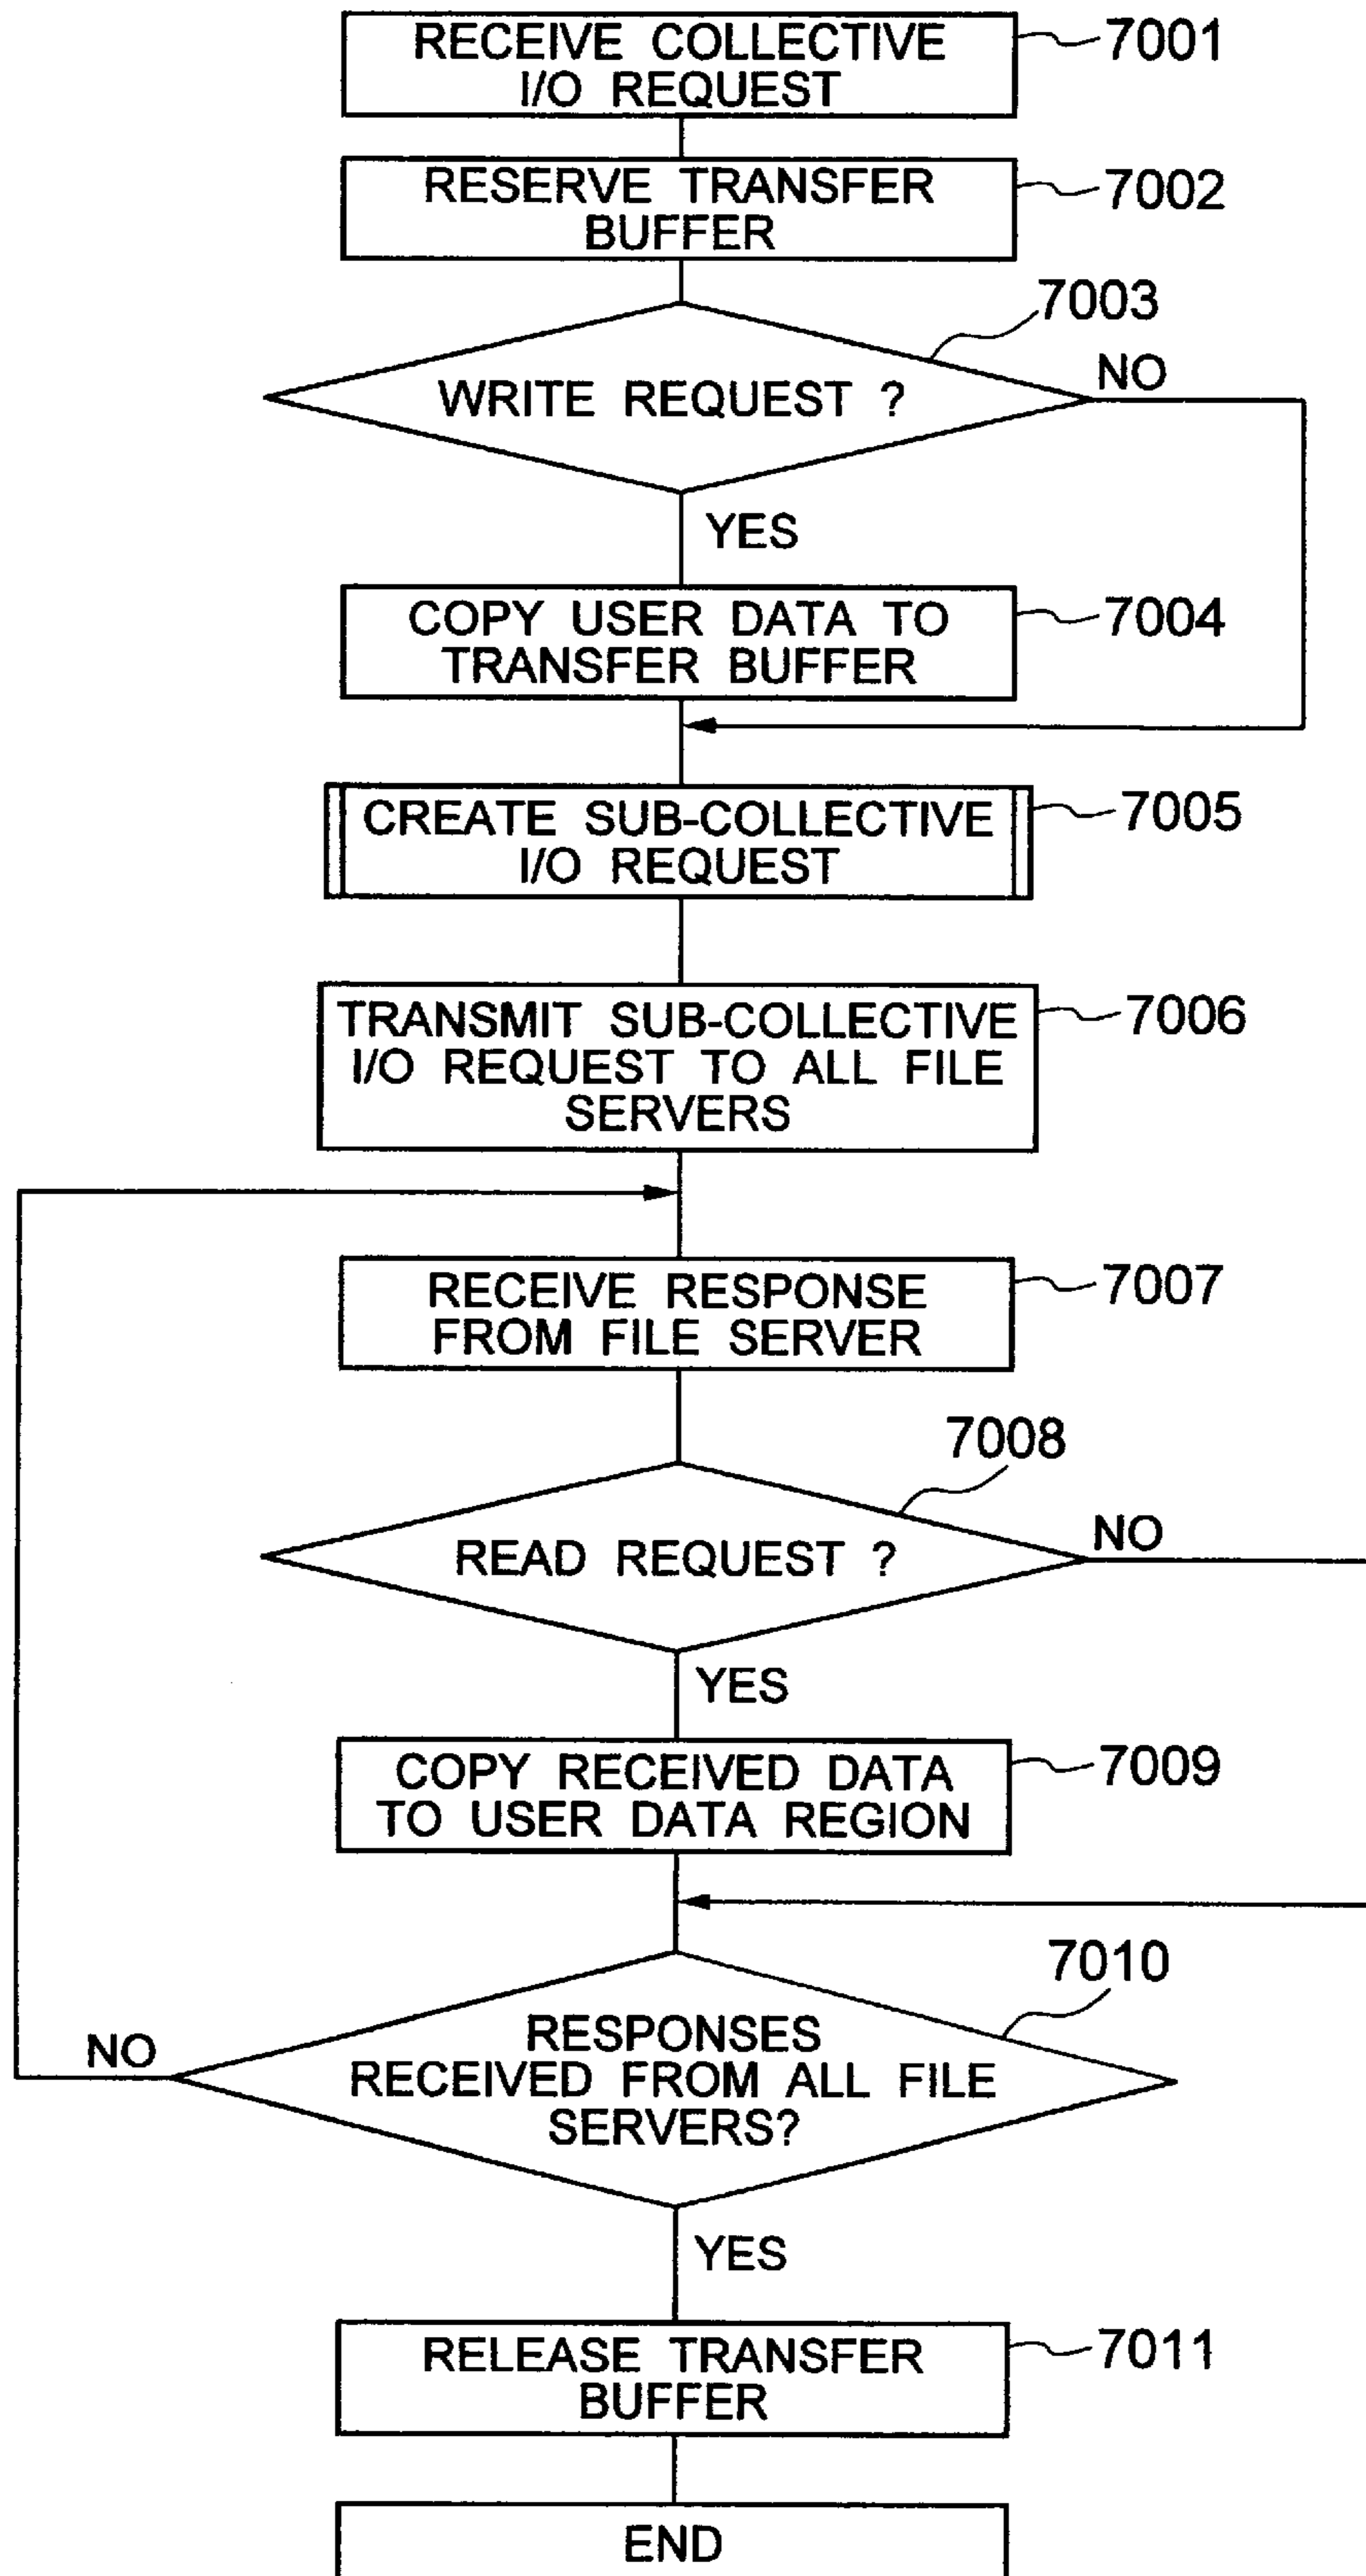 RECEIVE COLLECTIVE
I/O REQUEST
7001
RESERVE TRANSFER
BUFFER
7002
7003
WRITE REQUEST ?
NO
YES
COPY USER DATA TO
TRANSFER BUFFER
7004
CREATE SUB-COLLECTIVE
I/O REQUEST
7005
TRANSMIT SUB-COLLECTIVE
I/O REQUEST TO ALL FILE
SERVERS
7006
RECEIVE RESPONSE
FROM FILE SERVER
7007
7008
READ REQUEST ?
NO
YES
COPY RECEIVED DATA
TO USER DATA REGION
7009
7010
RESPONSES
RECEIVED FROM ALL FILE
SERVERS?
NO
YES
RELEASE TRANSFER
BUFFER
7011
END